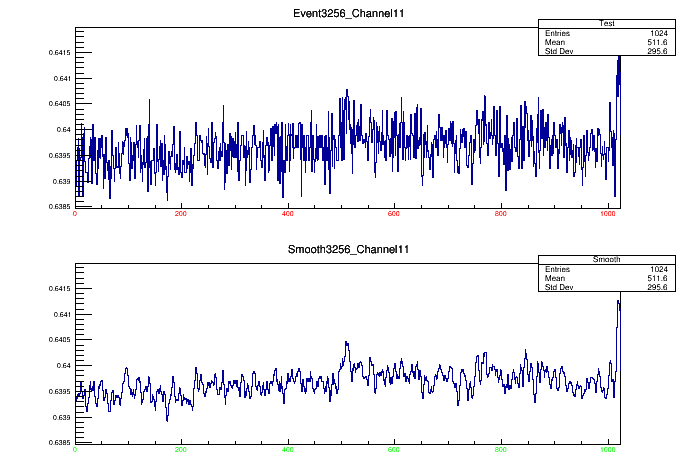 Event3256_Channel11
Test
Entries 1024
Mean 511.6
Std Dev 295.6
0.6415
0.641
0.6405
0.64
0.6395
0.639
0.6385
0 200 400 600 800 1000
Smooth3256_Channel11
Smooth
Entries 1024
Mean 511.6
Std Dev 295.6
0.6415
0.641
0.6405
0.64
0.6395
0.639
0.6385
0 200 400 600 800 1000